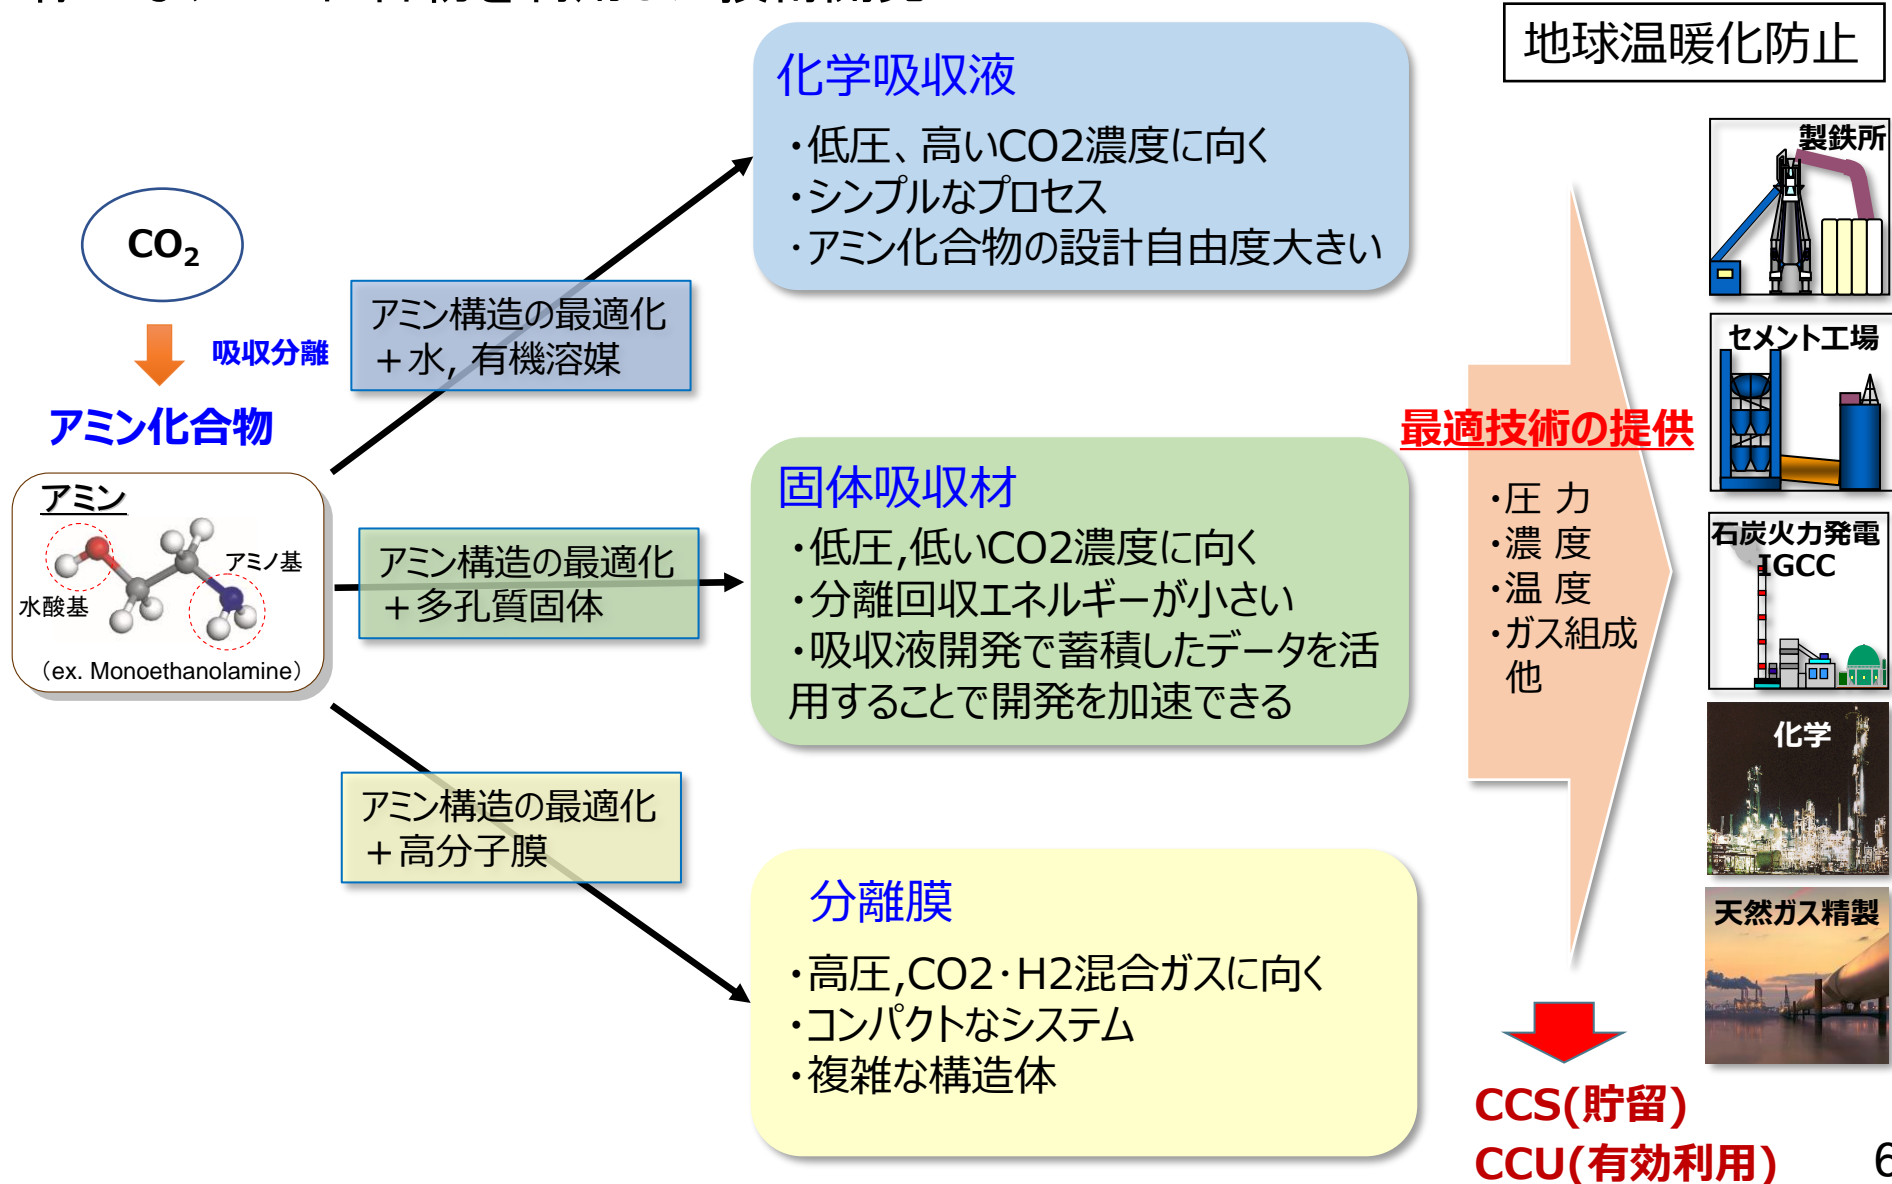 地球温暖化防止
CO2
吸収分離
アミン化合物
アミン
アミノ基
水酸基
（ex. Monoethanolamine）
アミン構造の最適化
＋水, 有機溶媒
アミン構造の最適化
＋多孔質固体
アミン構造の最適化
＋高分子膜
化学吸収液
・低圧、高いCO2濃度に向く
・シンプルなプロセス
・アミン化合物の設計自由度大きい
固体吸収材
・低圧,低いCO2濃度に向く
・分離回収エネルギーが小さい
・吸収液開発で蓄積したデータを活
用することで開発を加速できる
分離膜
・高圧,CO2・H2混合ガスに向く
・コンパクトなシステム
・複雑な構造体
最適技術の提供
・圧 力
・濃 度
・温 度
・ガス組成
他
製鉄所
セメント工場
石炭火力発電
IGCC
化学
天然ガス精製
CCS(貯留)
CCU(有効利用)
6